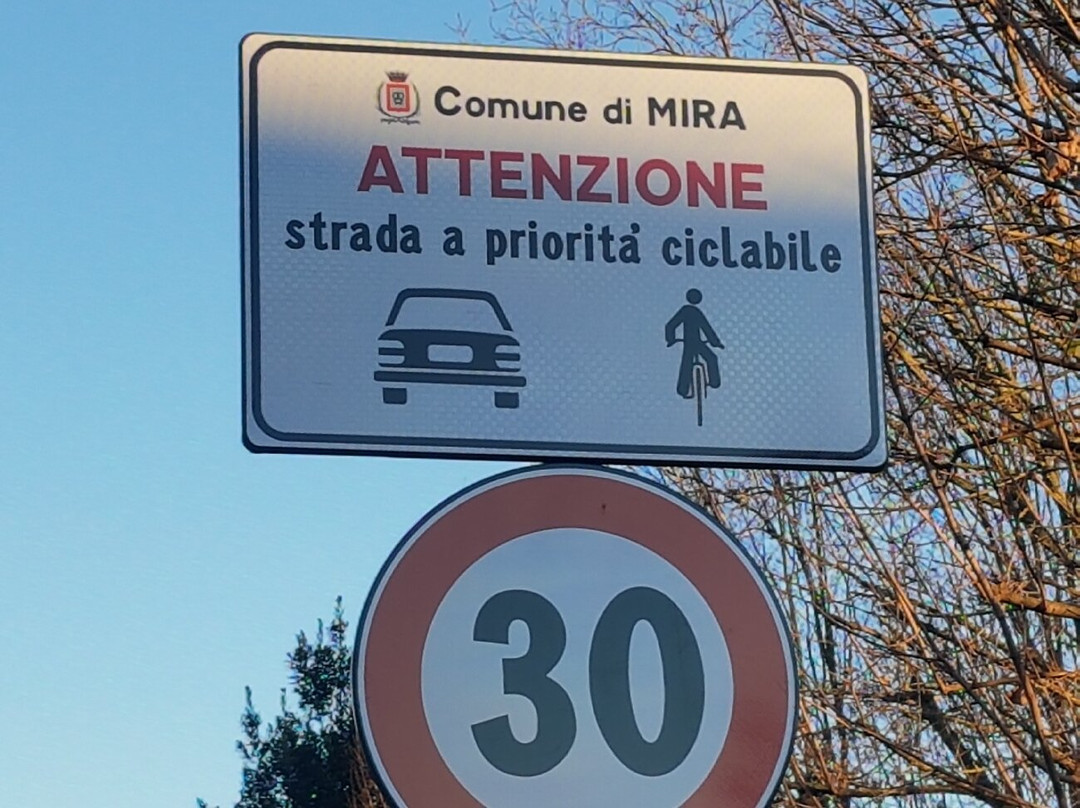 Comune di MIRA
ATTENZIONE
strada a priorità ciclabile
30